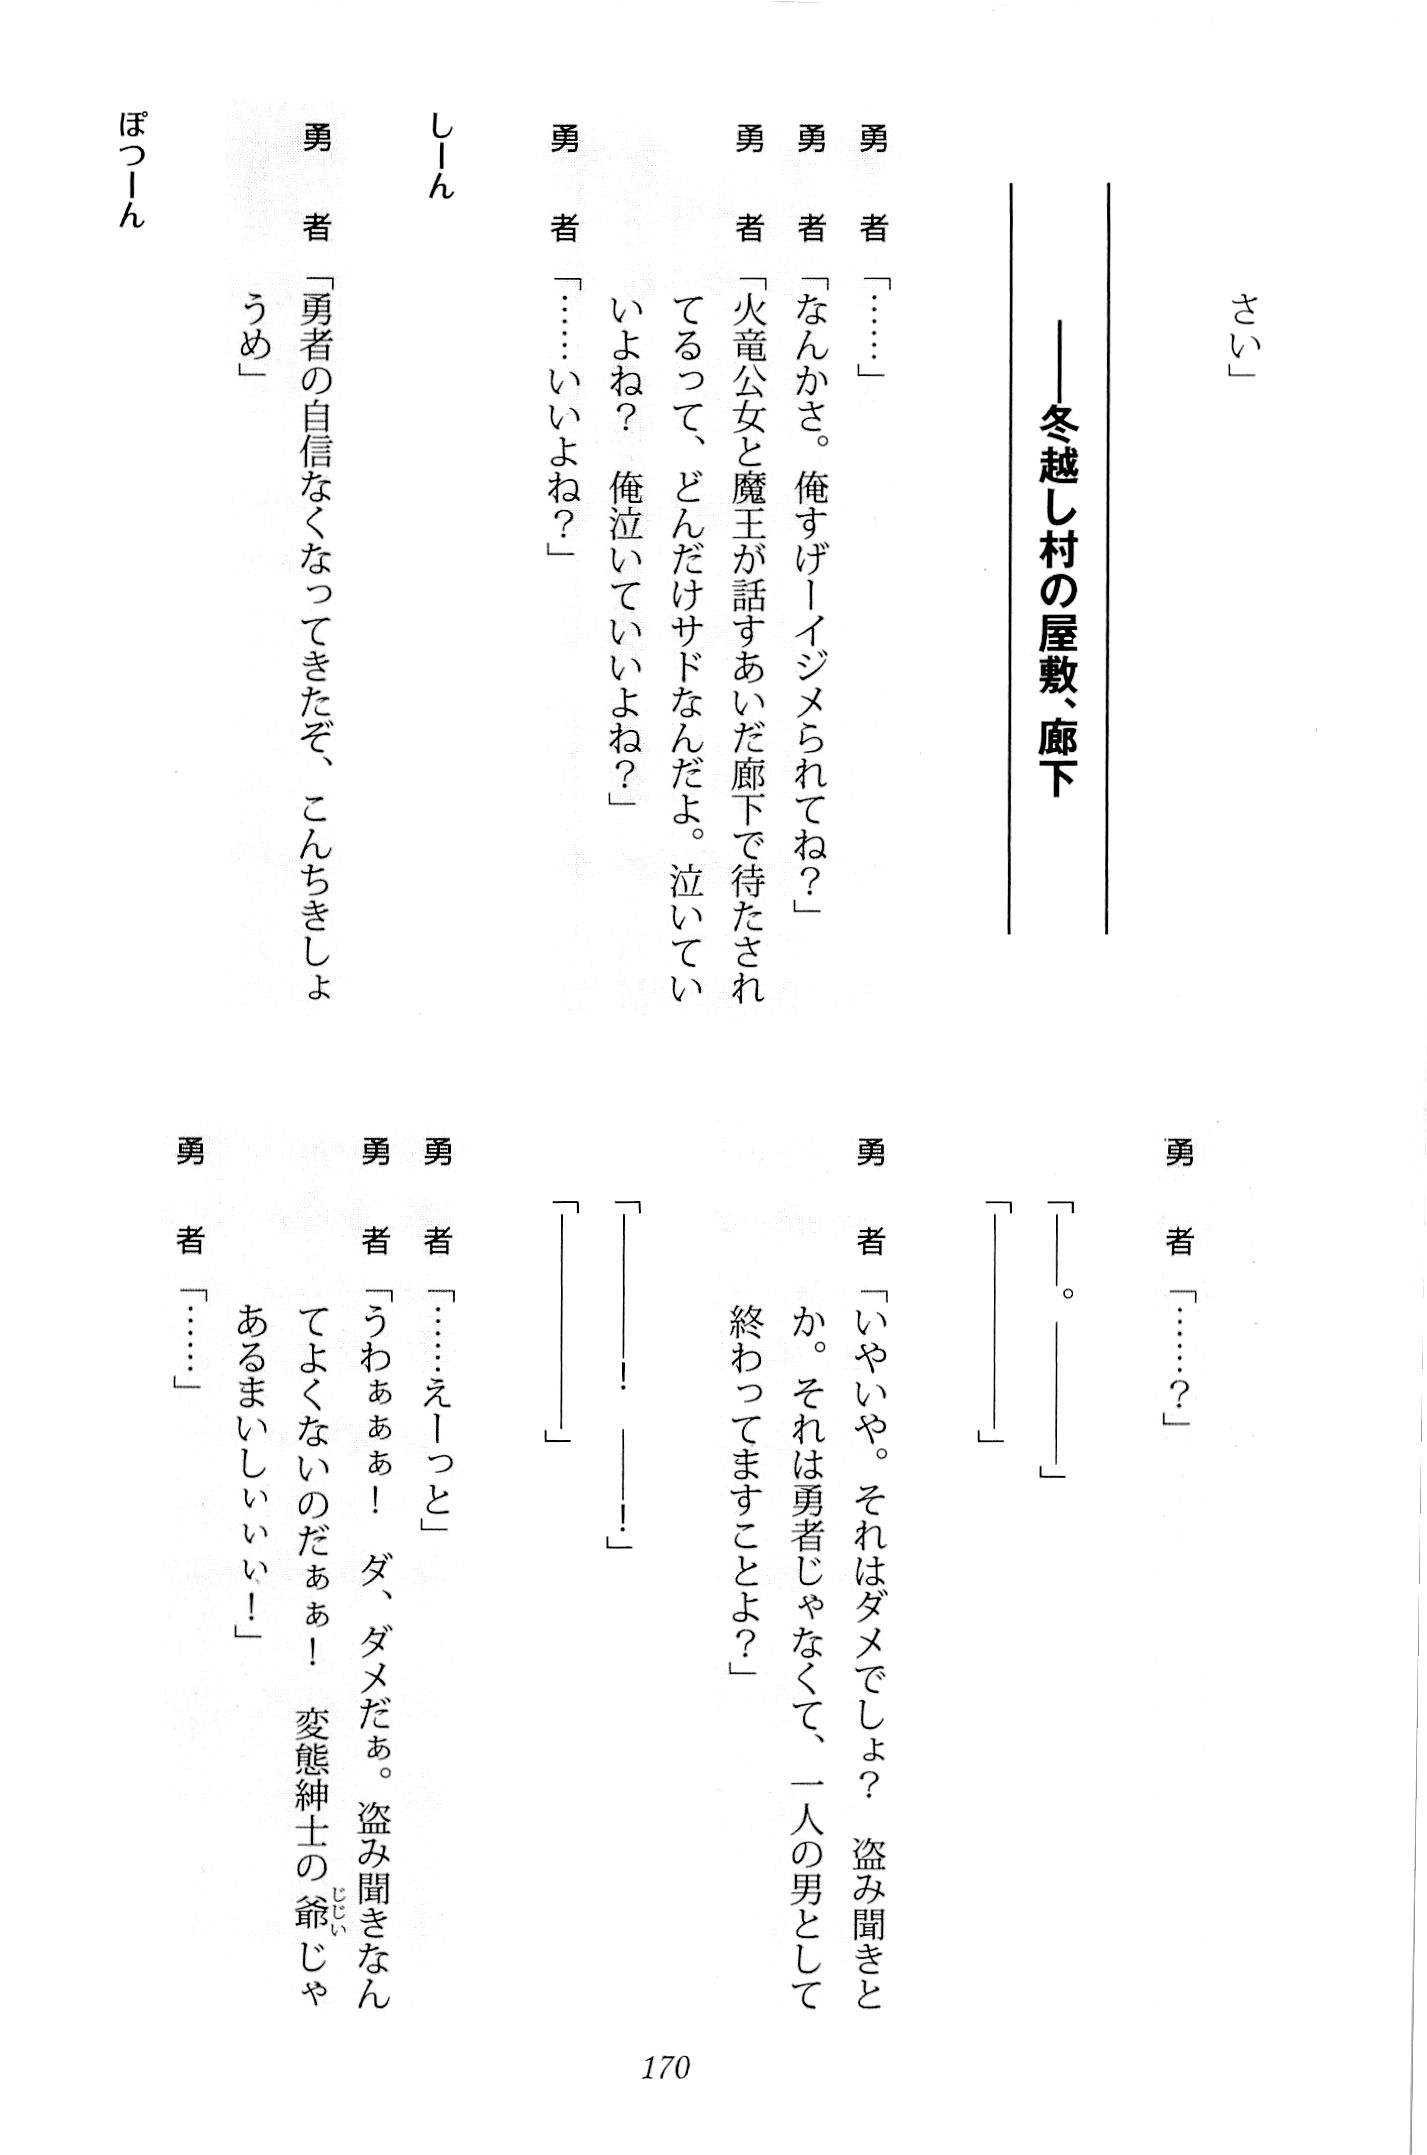 さい」
――冬越し村の屋敷、廊下
勇　者「……」
勇　者「なんかさ。俺すげーイジメられてね？」
勇　者「火竜公女と魔王が話すあいだ廊下で待たされ
てるって、どんだけサドなんだよ。泣いてい
いよね？　俺泣いていいよね？」
勇　者「……いいよね？」
しーん
勇　者「勇者の自信なくなってきたぞ、こんちきしょ
うめ」
ぽつーん
勇　者「……？」
「――。――――」
「――――――」
勇　者「いやいや。それはダメでしょ？　盗み聞きと
か。それは勇者じゃなくて、一人の男として
終わってますことよ？」
「――――！　――！」
「――――――」
勇　者「……えーっと」
勇　者「うわぁぁぁ！　ダ、ダメだぁ。盗み聞きなん
てよくないのだぁぁ！　変態紳士の爺じじいじゃ
あるまいしぃぃぃ！」
勇　者「……」
170